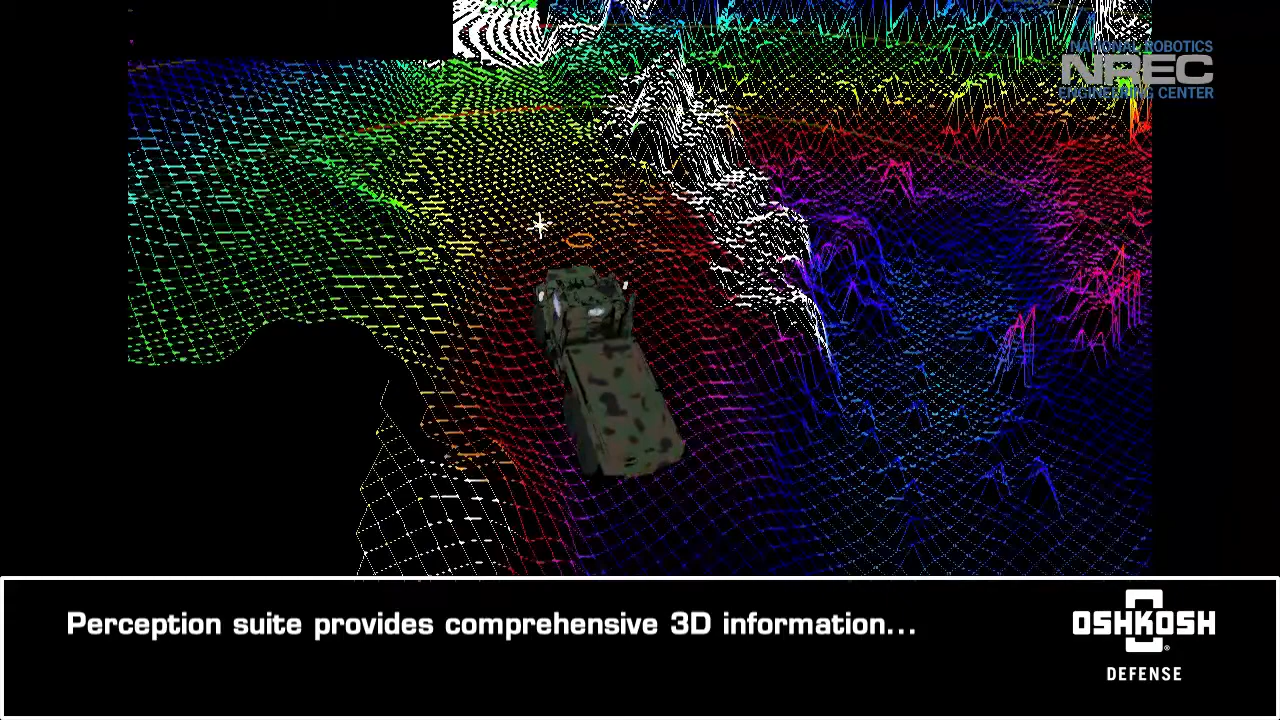 NATIONAL ROBOTICS
NREC
ENGINEERING CENTER
Perception suite provides comprehensive 3D information...
OSHKOSH
®
DEFENSE